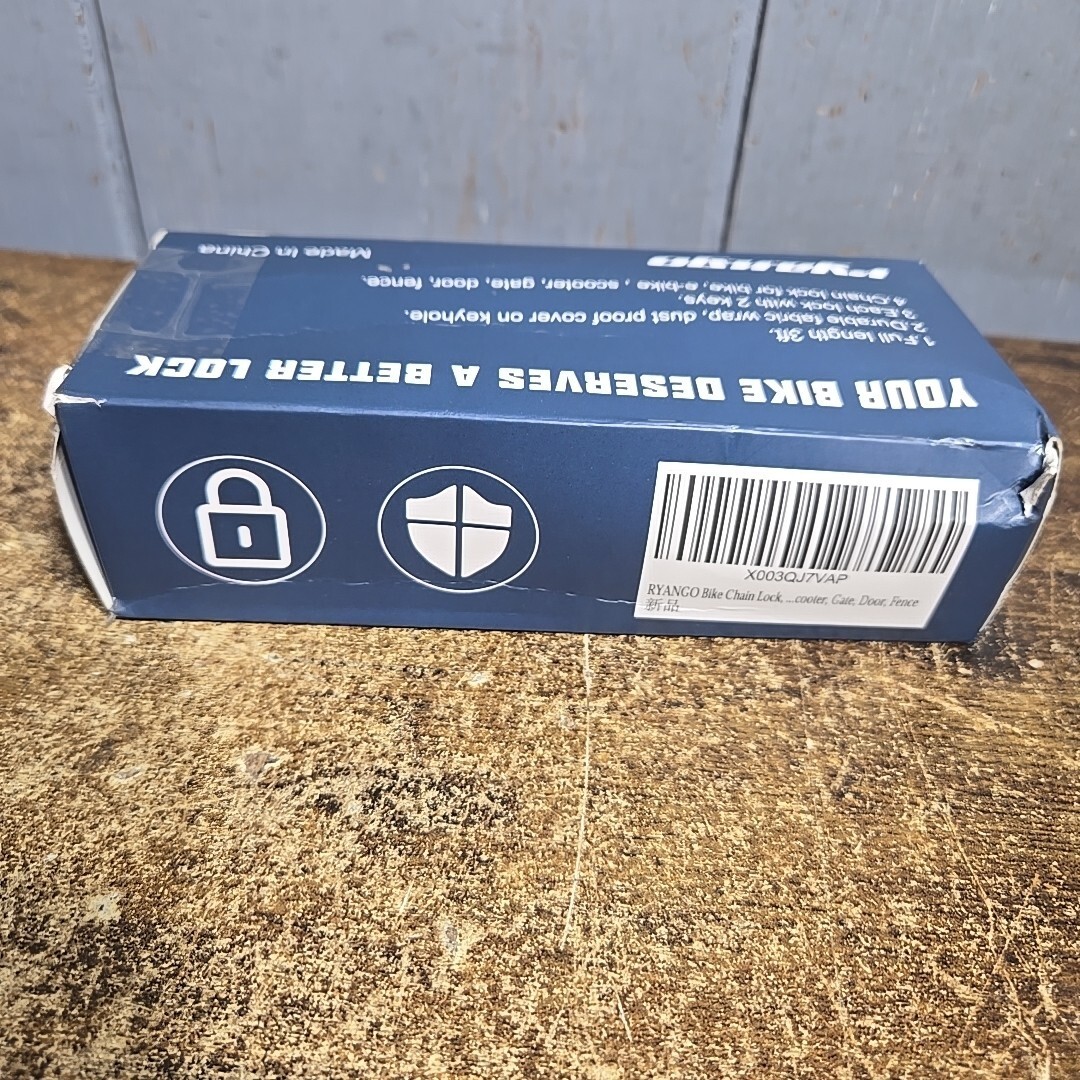 YOUR BIKE DESERVES A BETTER LOCK
1.Full length 3ft.
2.Durable fabric wrap, dust proof cover on keyhole.
3.Each lock with 2 keys.
4.Chain lock for bike, e-bike , scooter, gate, door, fence.
ryango
Made in China
X003QJ7VAP
RYANGO Bike Chain Lock, ...cooter, Gate, Door, Fence
新品